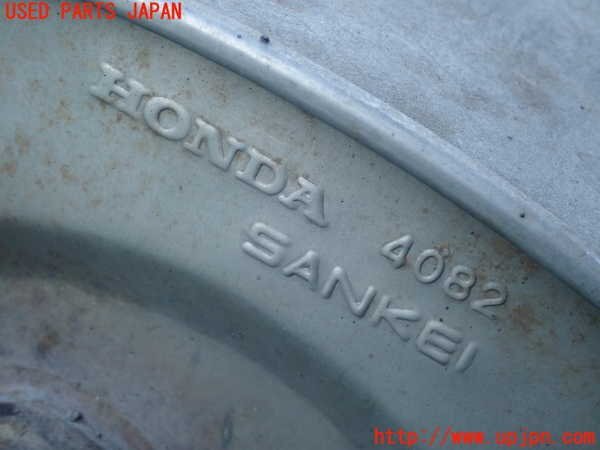 USED PARTS JAPAN
HONDA 4082
SANKEI
http://www.upjpn.com